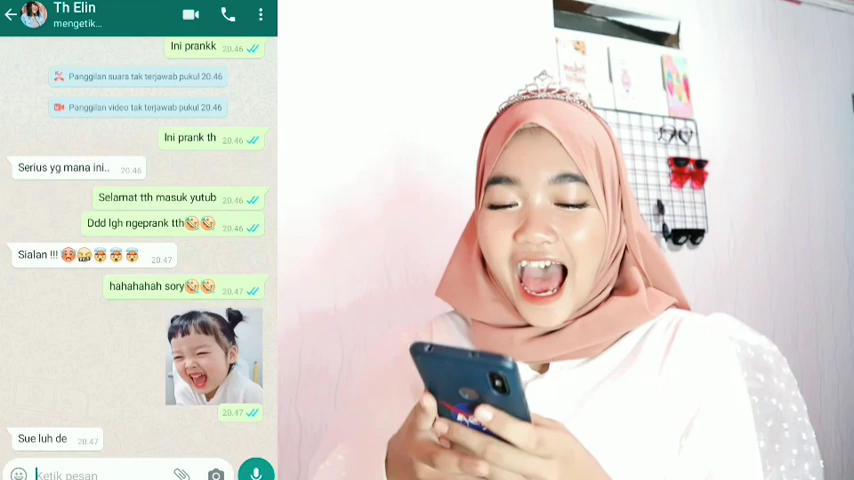 Th Elin
mengetik...
Ini prankk 20.46
Panggilan suara tak terjawab pukul 20.46
Panggilan video tak terjawab pukul 20.46
Ini prank th 20.46
Serius yg mana ini.. 20.46
Selamat tth masuk yutub 20.46
Ddd lgh ngeprank tth🤣🤣 20.46
Sialan !!! 🥵🤬🤯🤯🤯 20.47
hahahahah sory🤣🤣 20.47
20.47
Sue luh de 20.47
Ketik pesan